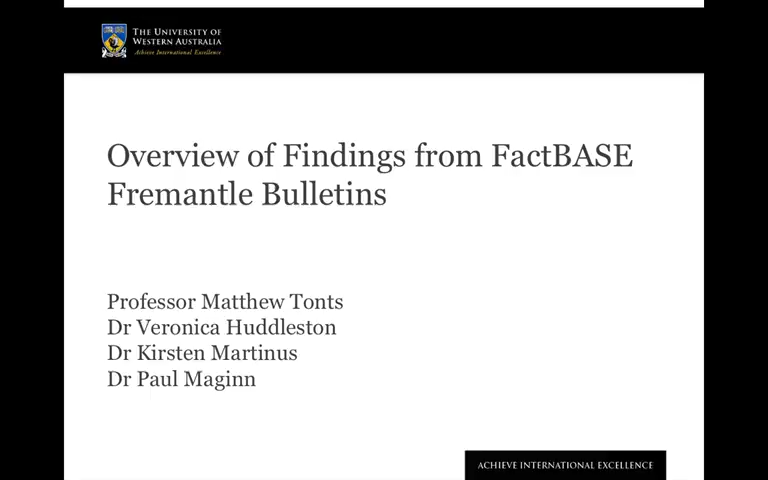 THE UNIVERSITY OF
WESTERN AUSTRALIA
Achieve International Excellence
Overview of Findings from FactBASE
Fremantle Bulletins
Professor Matthew Tonts
Dr Veronica Huddleston
Dr Kirsten Martinus
Dr Paul Maginn
ACHIEVE INTERNATIONAL EXCELLENCE